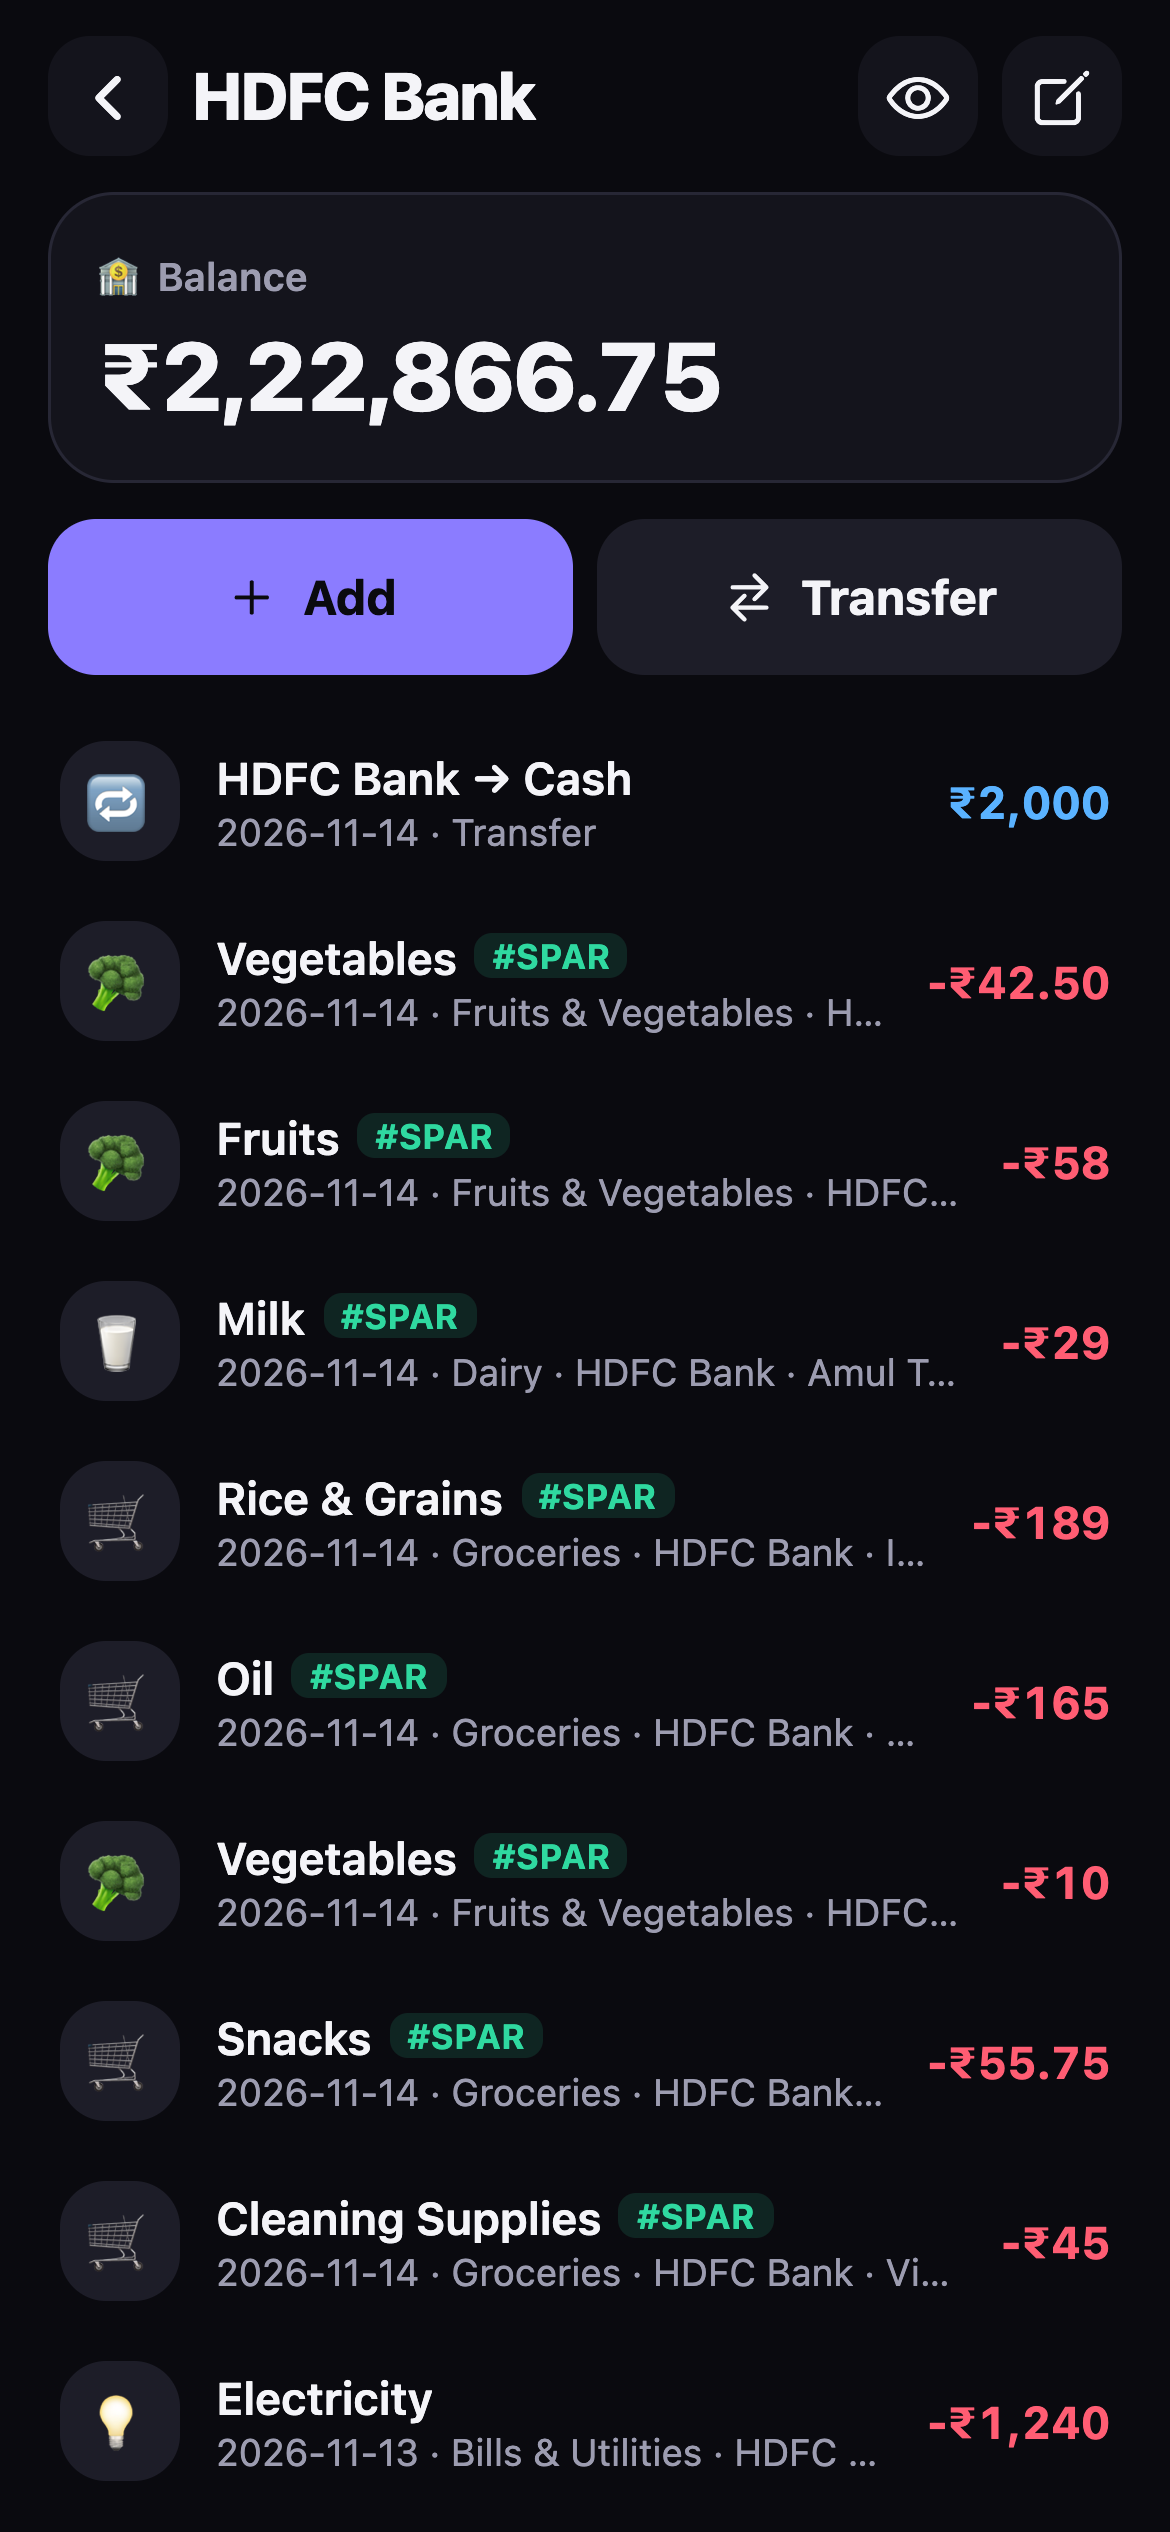 HDFC Bank
Balance
₹2,22,866.75
+ Add
Transfer
HDFC Bank → Cash
2026-11-14 · Transfer
₹2,000
Vegetables #SPAR
2026-11-14 · Fruits & Vegetables · H...
-₹42.50
Fruits #SPAR
2026-11-14 · Fruits & Vegetables · HDFC...
-₹58
Milk #SPAR
2026-11-14 · Dairy · HDFC Bank · Amul T...
-₹29
Rice & Grains #SPAR
2026-11-14 · Groceries · HDFC Bank · I...
-₹189
Oil #SPAR
2026-11-14 · Groceries · HDFC Bank · ...
-₹165
Vegetables #SPAR
2026-11-14 · Fruits & Vegetables · HDFC...
-₹10
Snacks #SPAR
2026-11-14 · Groceries · HDFC Bank...
-₹55.75
Cleaning Supplies #SPAR
2026-11-14 · Groceries · HDFC Bank · Vi...
-₹45
Electricity
2026-11-13 · Bills & Utilities · HDFC ...
-₹1,240